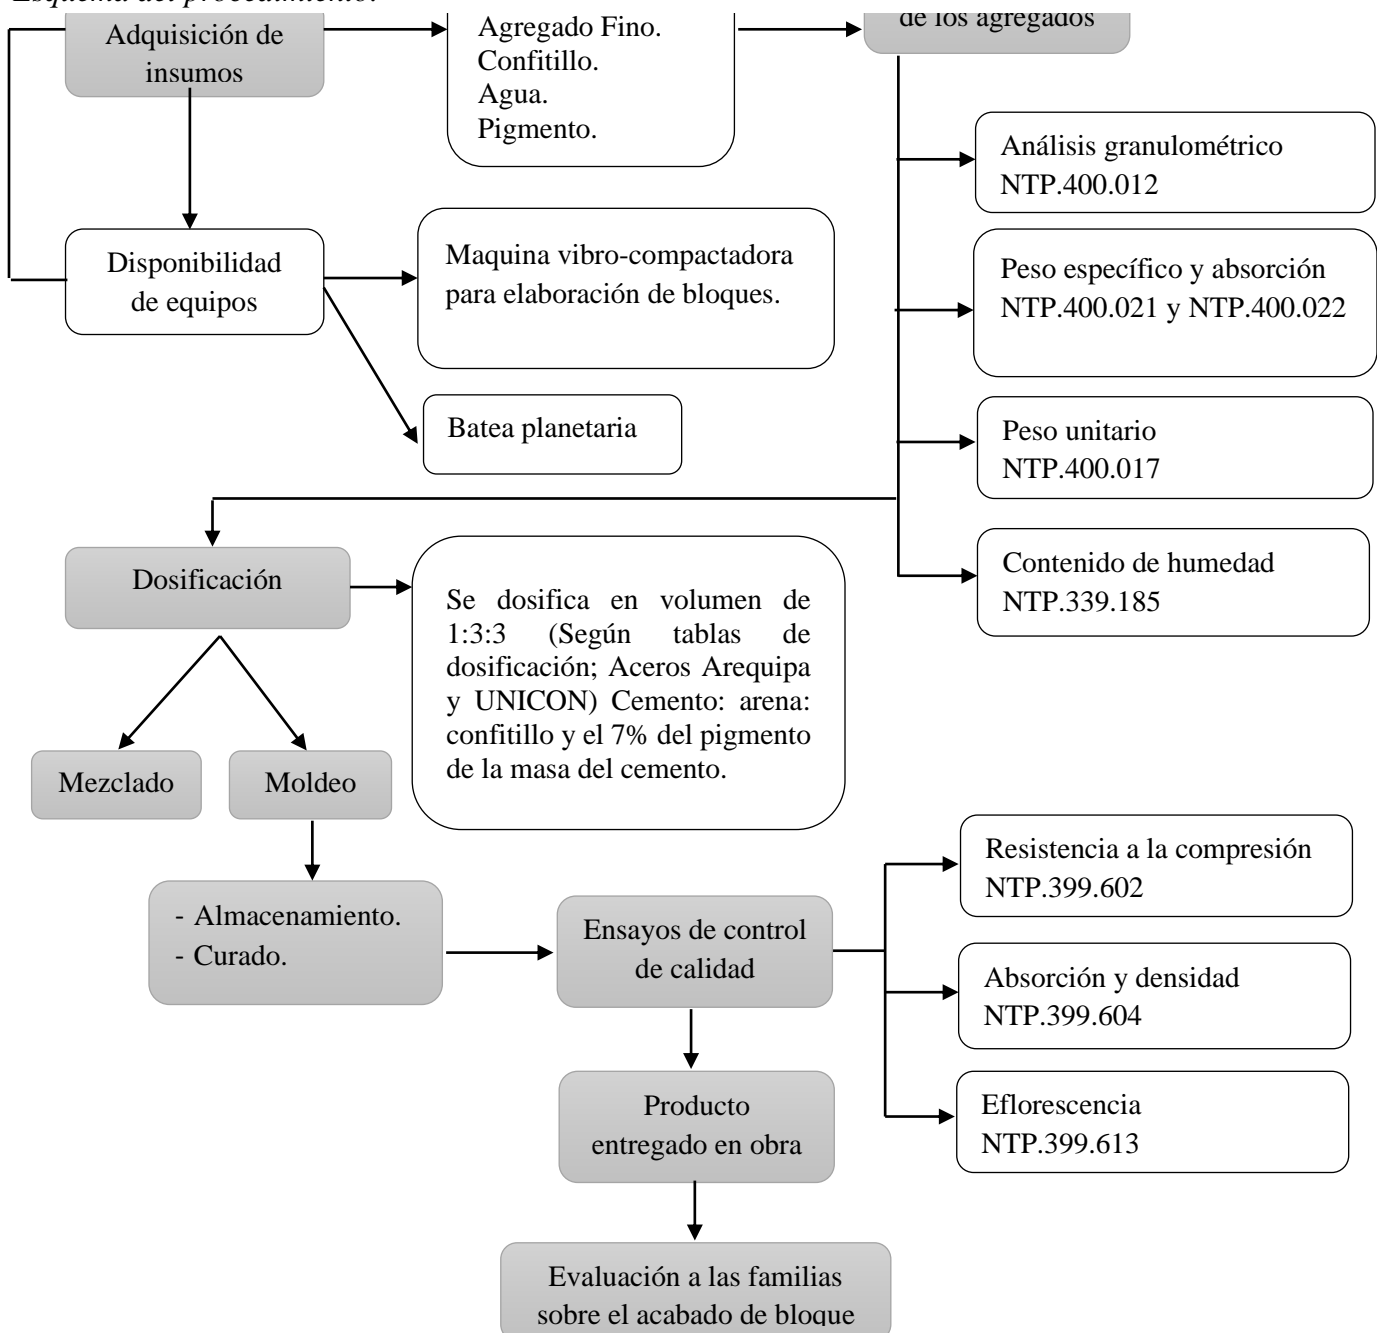 Esquema del procedimiento.
Adquisición de
insumos
Agregado Fino.
Confitillo.
Agua.
Pigmento.
de los agregados
Análisis granulométrico
NTP.400.012
Peso específico y absorción
NTP.400.021 y NTP.400.022
Peso unitario
NTP.400.017
Contenido de humedad
NTP.339.185
Disponibilidad
de equipos
Maquina vibro-compactadora
para elaboración de bloques.
Batea planetaria
Dosificación
Se dosifica en volumen de
1:3:3 (Según tablas de
dosificación; Aceros Arequipa
y UNICON) Cemento: arena:
confitillo y el 7% del pigmento
de la masa del cemento.
Mezclado
Moldeo
- Almacenamiento.
- Curado.
Ensayos de control
de calidad
Resistencia a la compresión
NTP.399.602
Absorción y densidad
NTP.399.604
Eflorescencia
NTP.399.613
Producto
entregado en obra
Evaluación a las familias
sobre el acabado de bloque